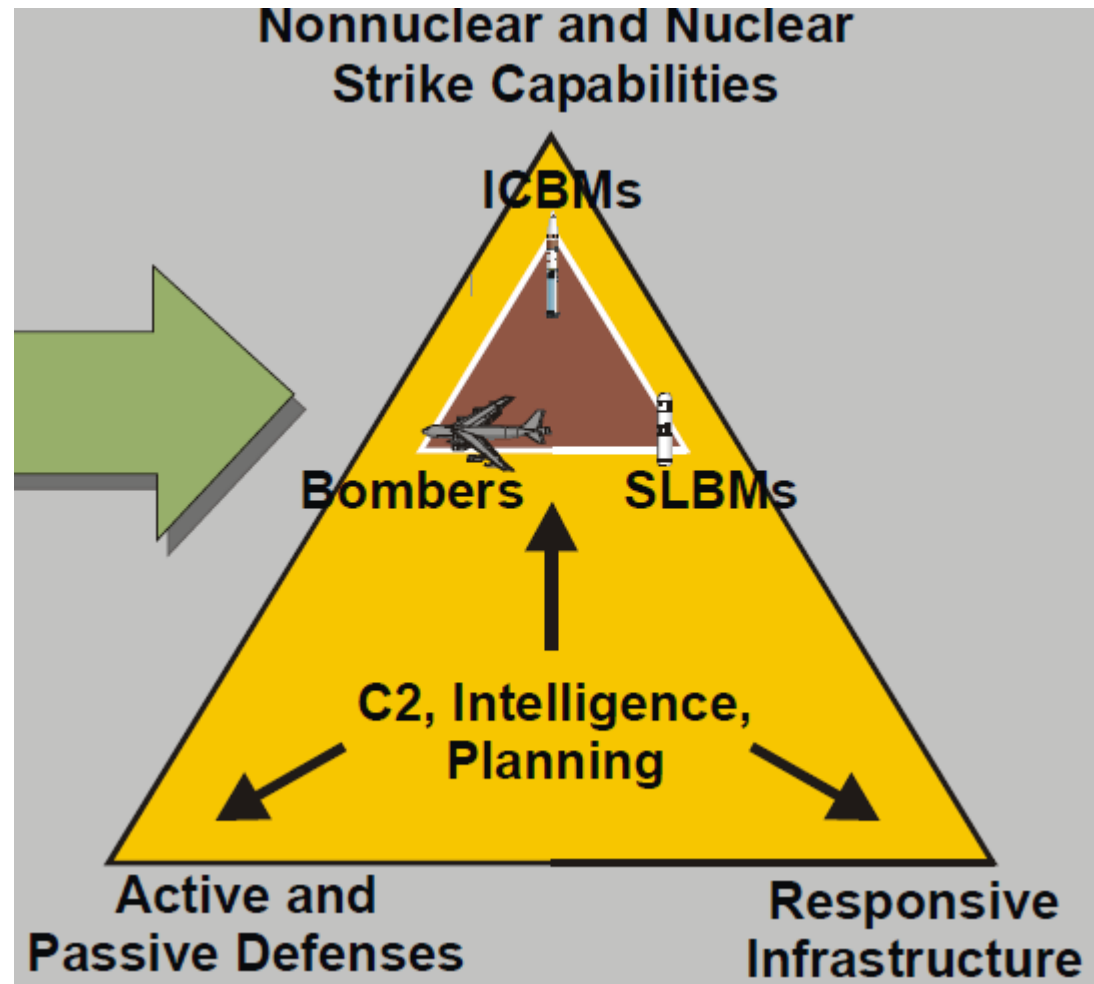 Nonnuclear and Nuclear
Strike Capabilities
ICBMs
Bombers
SLBMs
C2, Intelligence,
Planning
Active and
Passive Defenses
Responsive
Infrastructure